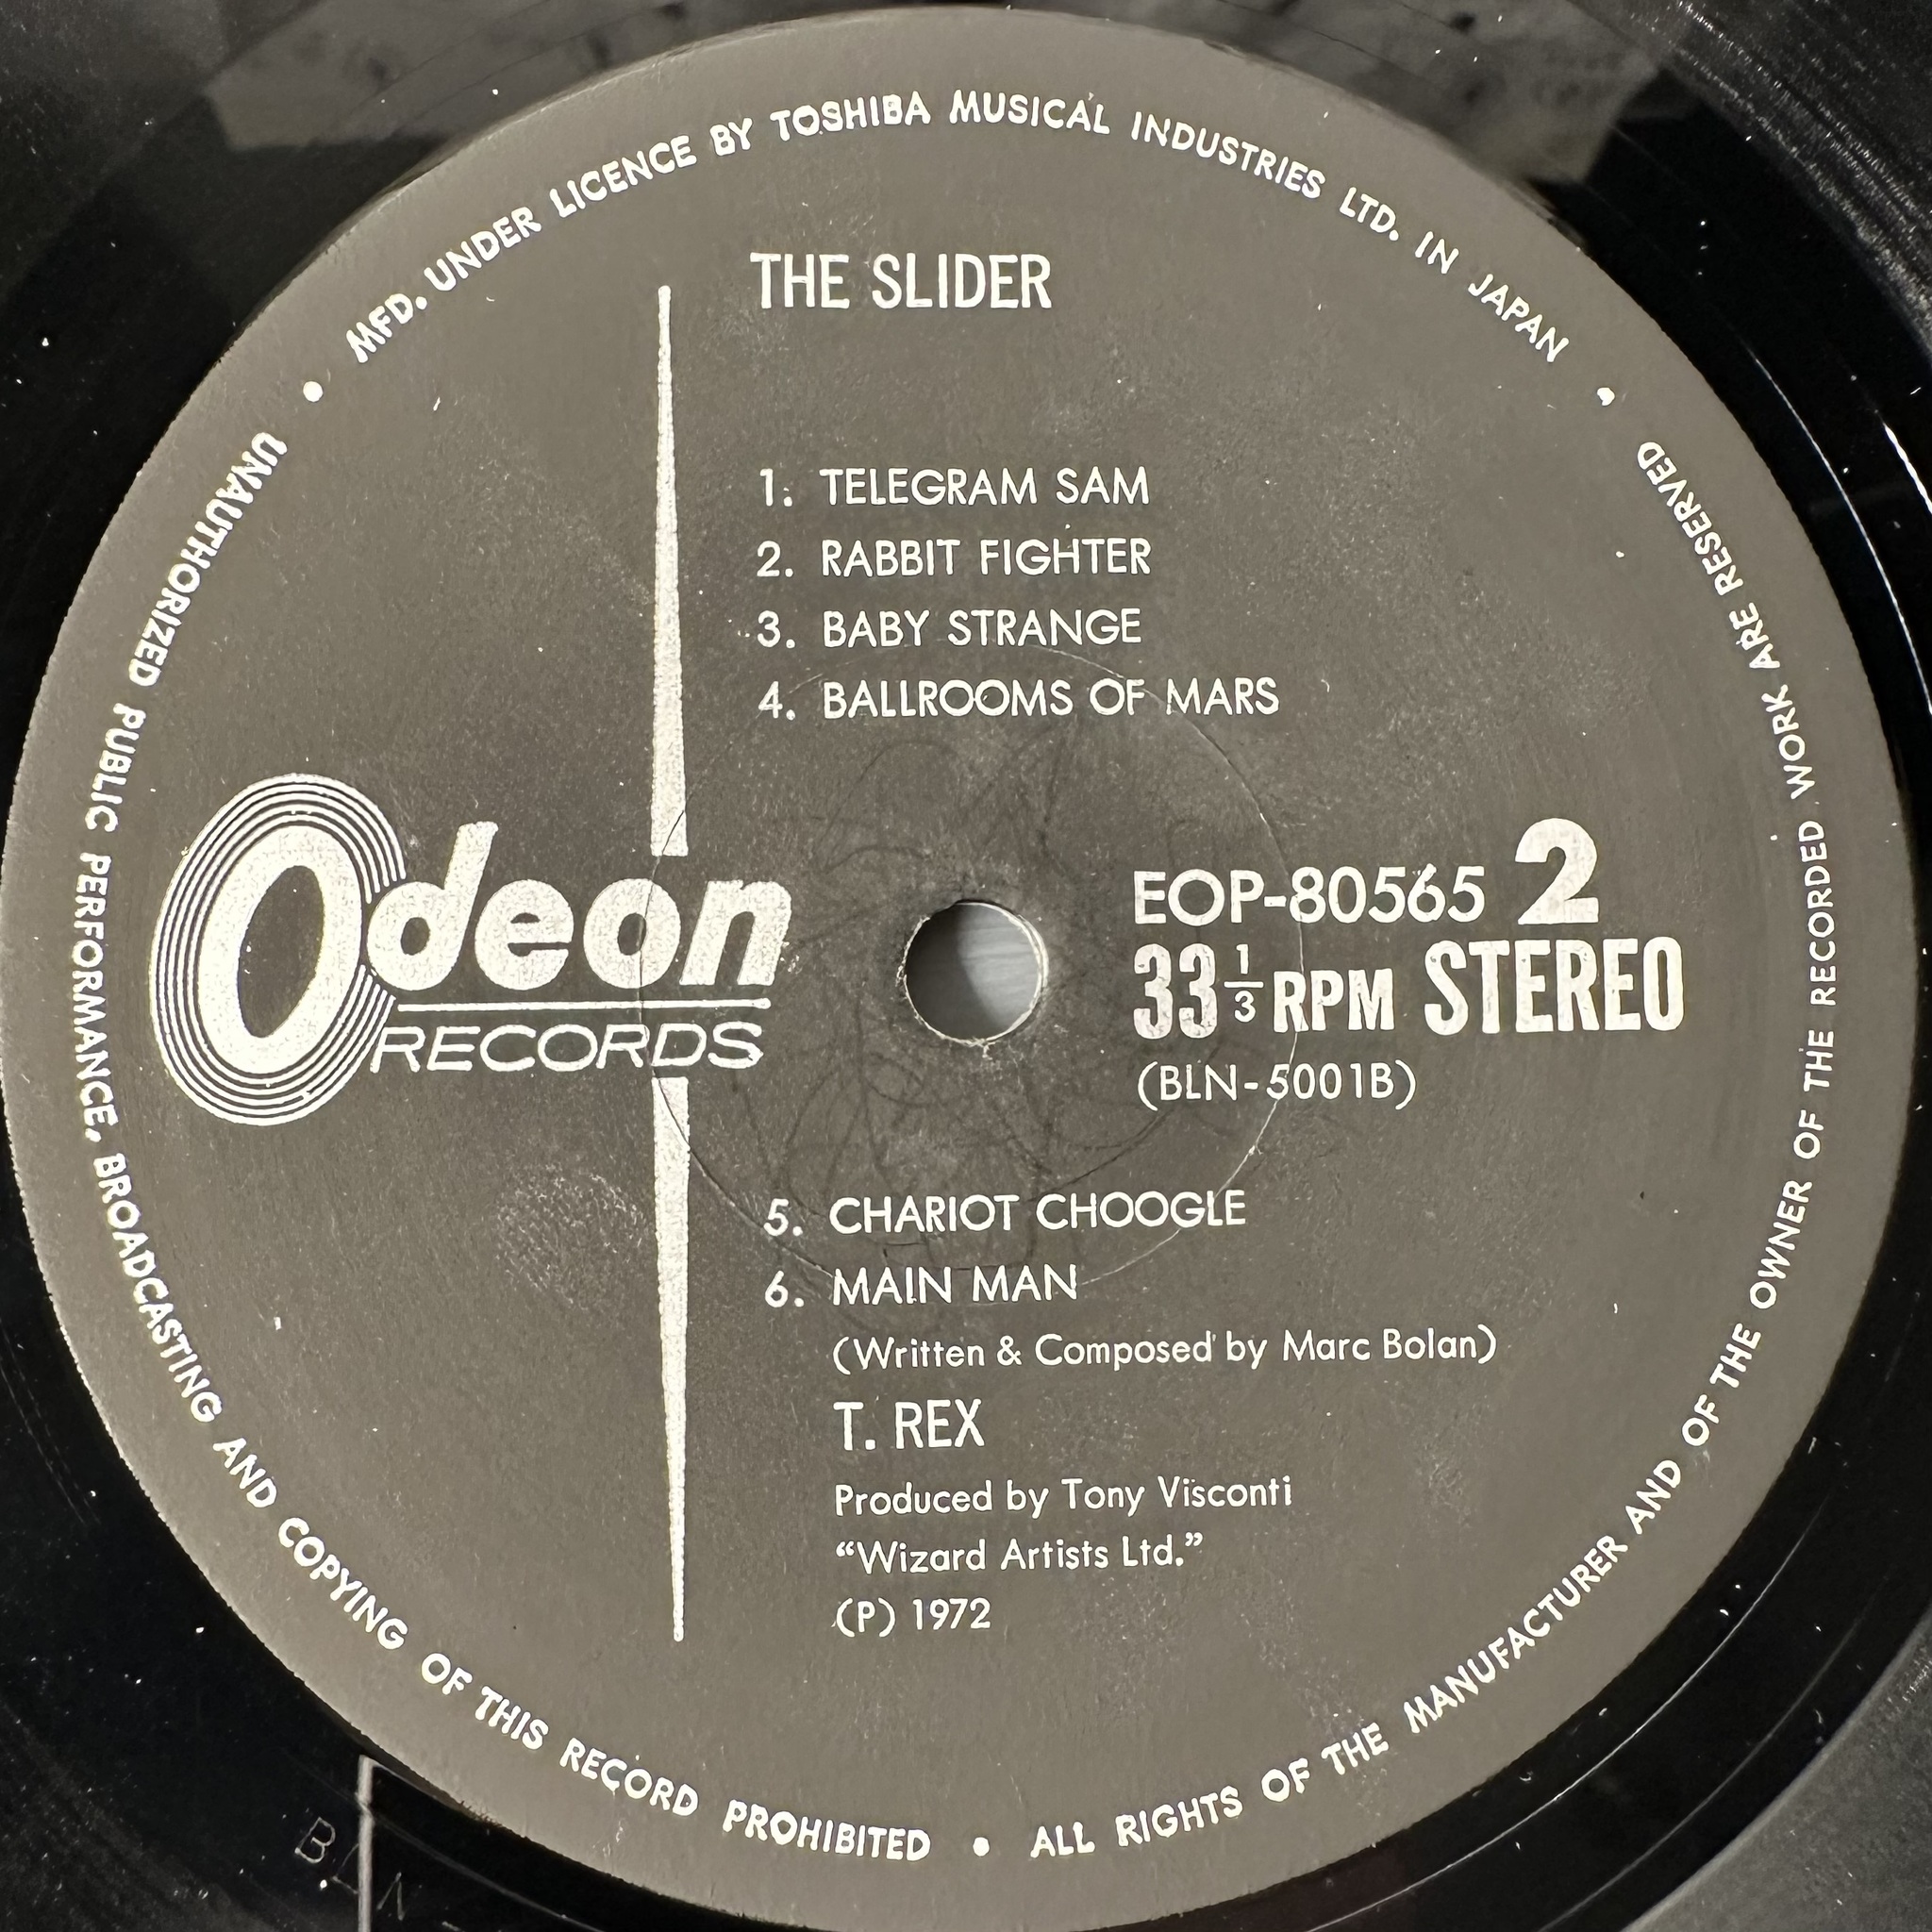 MFD. UNDER LICENCE BY TOSHIBA MUSICAL INDUSTRIES LTD. IN JAPAN
THE SLIDER
1. TELEGRAM SAM
2. RABBIT FIGHTER
3. BABY STRANGE
4. BALLROOMS OF MARS
Odeon
RECORDS
EOP-80565 2
33 1/3 RPM STEREO
(BLN-5001B)
5. CHARIOT CHOOGLE
6. MAIN MAN
(Written & Composed by Marc Bolan)
T. REX
Produced by Tony Visconti
“Wizard Artists Ltd.”
(P) 1972
UNAUTHORIZED PUBLIC PERFORMANCE, BROADCASTING AND COPYING OF THIS RECORD PROHIBITED • ALL RIGHTS OF THE MANUFACTURER AND OF THE OWNER OF THE RECORDED WORK ARE RESERVED
BLN